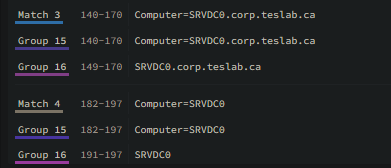 Match 3 140-170 Computer=SRVDC0.corp.teslab.ca
Group 15 140-170 Computer=SRVDC0.corp.teslab.ca
Group 16 149-170 SRVDC0.corp.teslab.ca
Match 4 182-197 Computer=SRVDC0
Group 15 182-197 Computer=SRVDC0
Group 16 191-197 SRVDC0